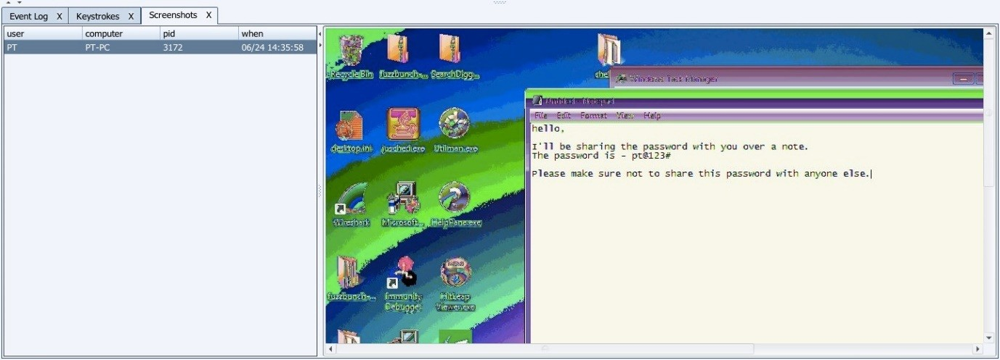 Event Log X Keystrokes X Screenshots X
user computer pid when
PT PT-PC 3172 06/24 14:35:58
Recycle Bin fuzzbunch-... SearchDigg...
she
Windows Task Manager
Untitled - Notepad
File Edit Format View Help
hello,
I'll be sharing the password with you over a note.
The password is - pt@123#
Please make sure not to share this password with anyone else.
desktop.ini jusched.exe Utilman.exe
Wireshark Microsoft... HelpPane.exe
fuzzbunch-... Immunity Debugger HitLeap Viewer.exe